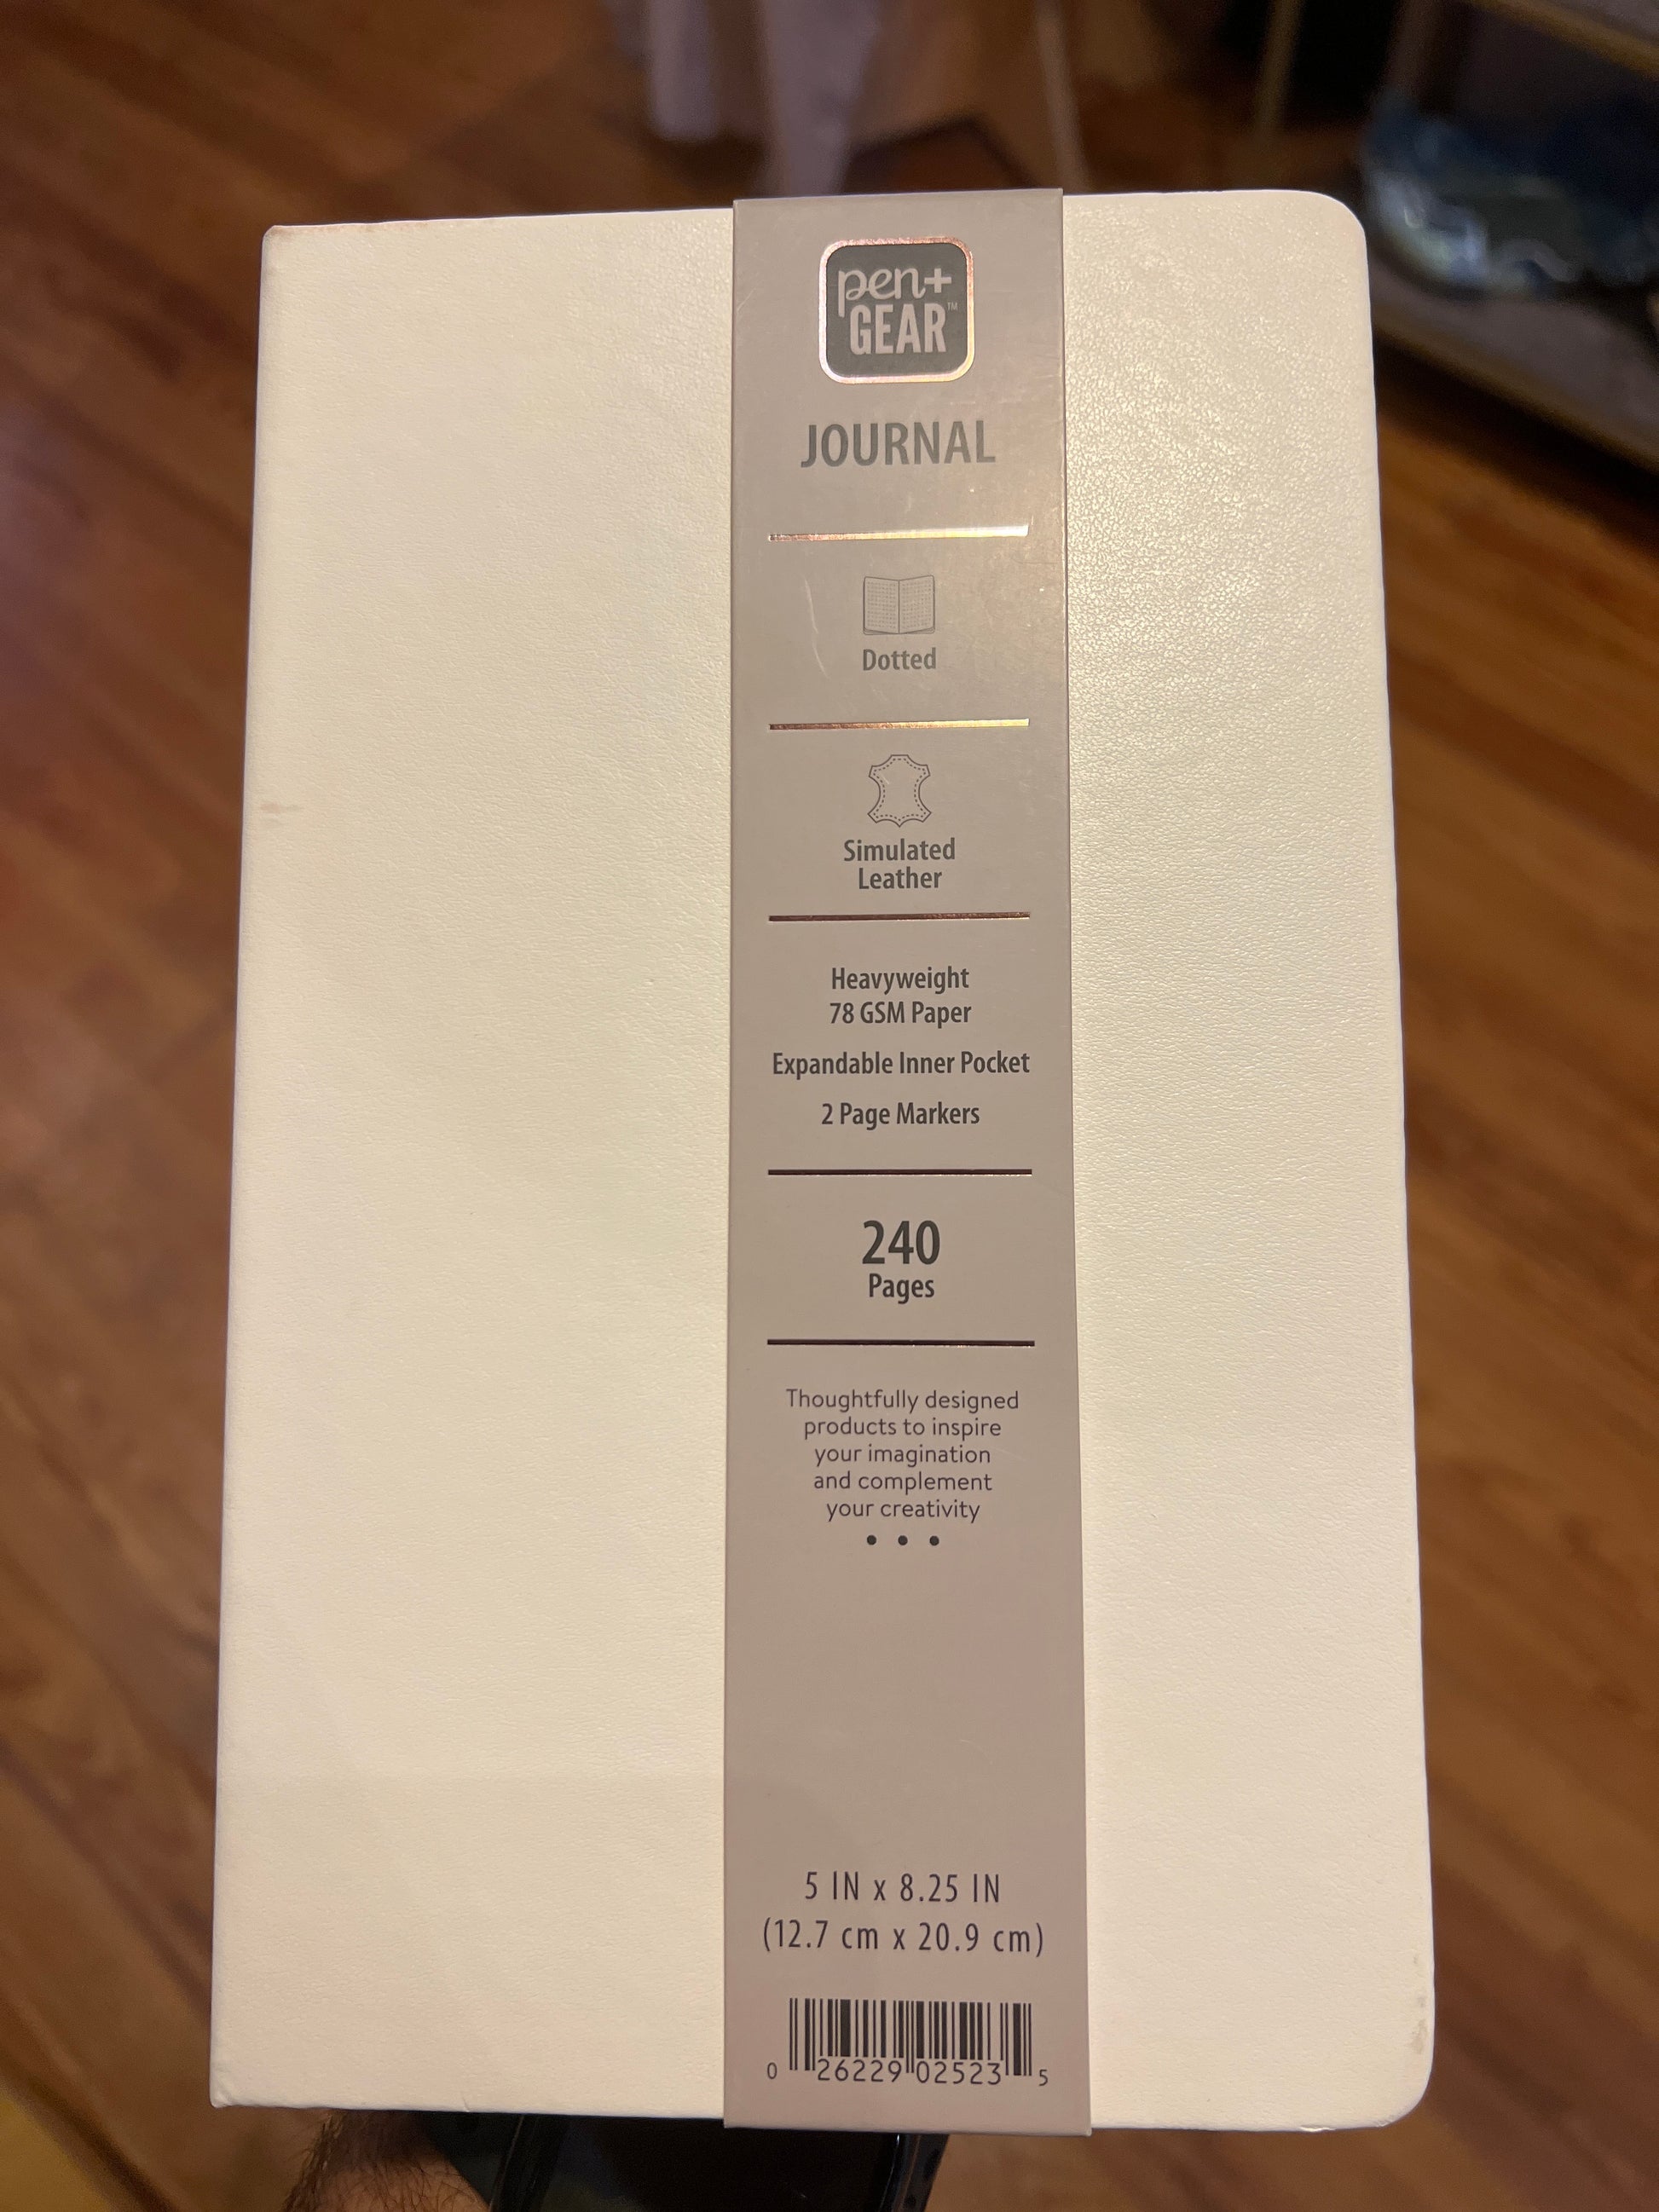 pen+
GEAR™
JOURNAL
Dotted
Simulated
Leather
Heavyweight
78 GSM Paper
Expandable Inner Pocket
2 Page Markers
240
Pages
Thoughtfully designed
products to inspire
your imagination
and complement
your creativity
• • •
5 IN x 8.25 IN
(12.7 cm x 20.9 cm)
0 26229 02523 5